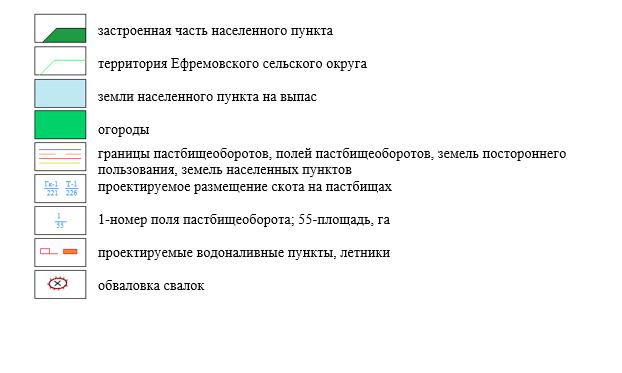 застроенная часть населенного пункта
территория Ефремовского сельского округа
земли населенного пункта на выпас
огороды
границы пастбищеоборотов, полей пастбищеоборотов, земель постороннего
пользования, земель населенных пунктов
Гк-1 Т-1
221 226
проектируемое размещение скота на пастбищах
1
55
1-номер поля пастбищеоборота; 55-площадь, га
проектируемые водоналивные пункты, летники
обваловка свалок